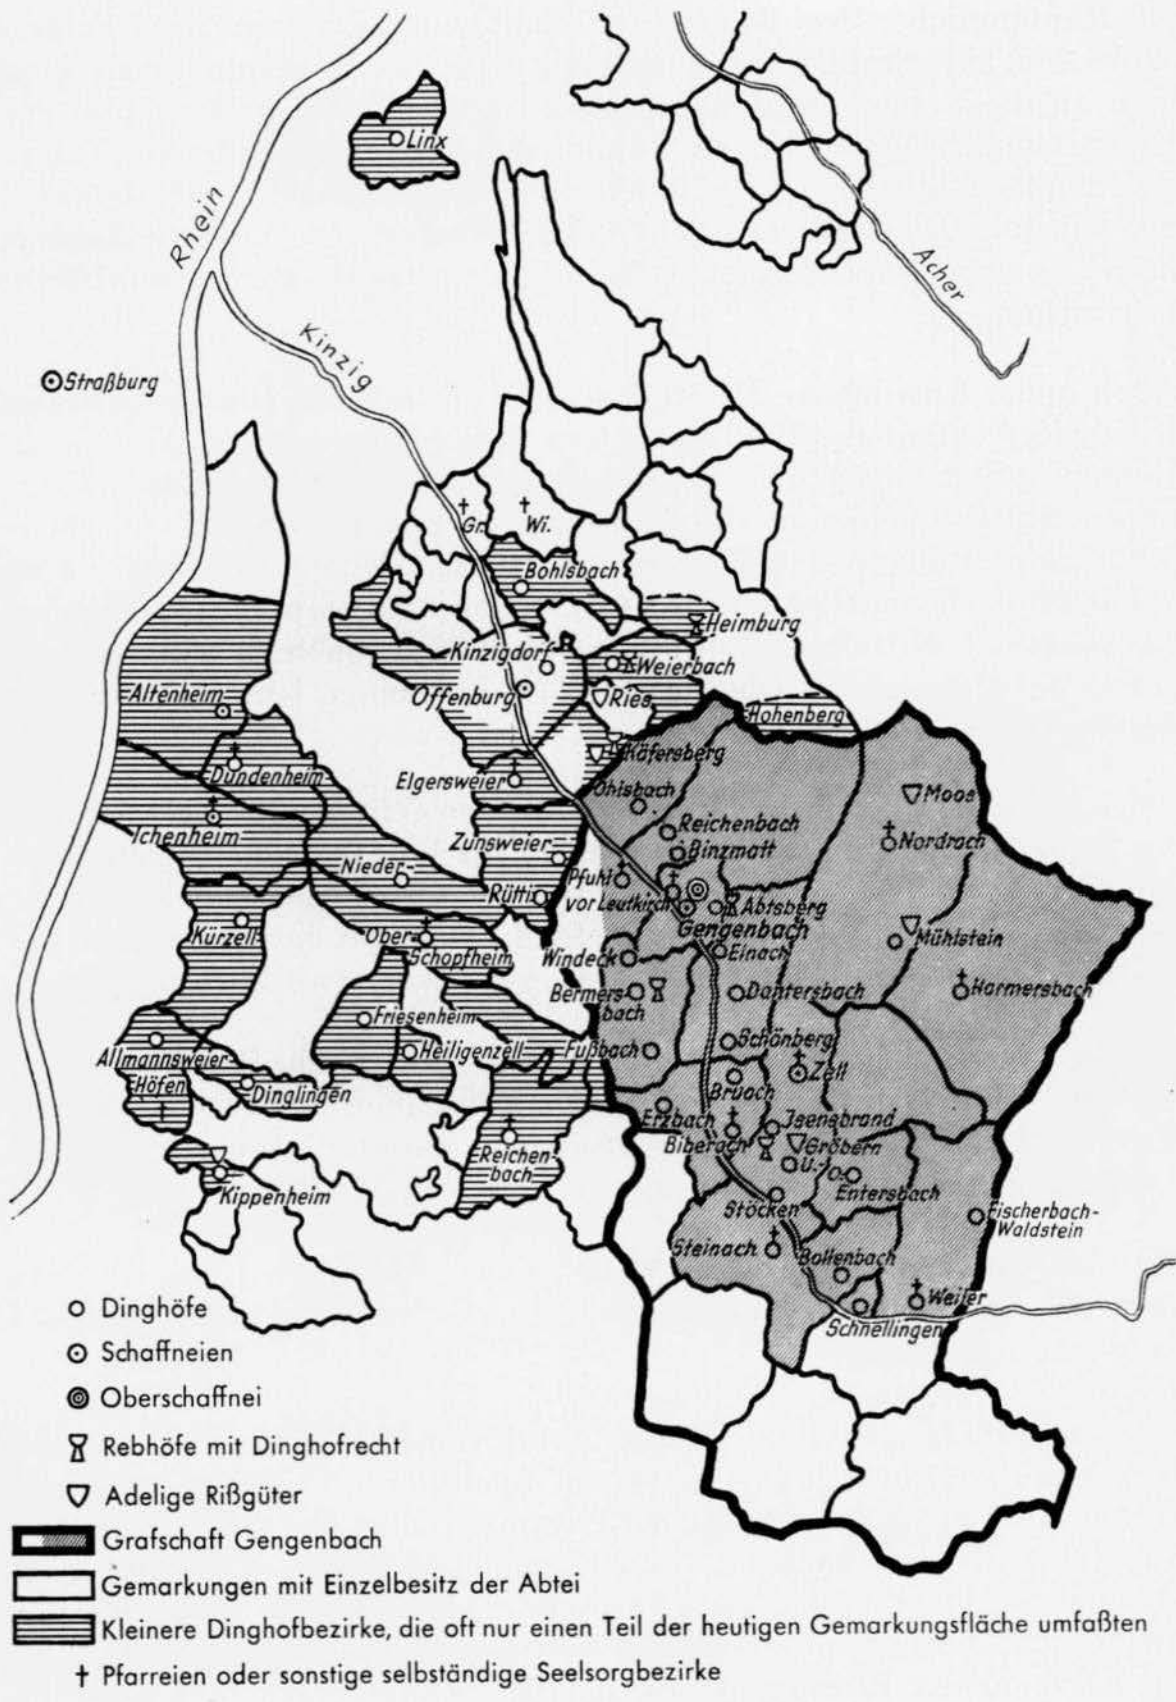 Linx
Rhein
Acher
Kinzig
Straßburg
Gr.
Wi.
Bohlsbach
Heimburg
Kinzigdorf
Weierbach
Altenheim
Offenburg
Ries
Hohenberg
Käfersberg
Dundenheim
Elgersweier
Ohlsbach
Moos
Ichenheim
Reichenbach
Nordrach
Zunsweier
Binzmatt
Nieder-
Pfuhl
Rütti
vor Leutkirch
Abtsberg
Gengenbach
Kürzell
Ober-
Schopfheim
Mühlstein
Windeck
Einach
Bermers-
bach
Dantersbach
Harmersbach
Friesenheim
Allmannsweier
Heiligenzell
Fußbach
Schönberg
Zell
Höfen
Dinglingen
Bruach
Erzbach
Isensbrand
Biberach
Gröbern
U.-
O.-
Entersbach
Reichen-
bach
Kippenheim
Stöcken
Fischerbach-
Waldstein
Steinach
Bollenbach
Weiler
Schnellingen
Dinghöfe
Schaffneien
Oberschaffnei
Rebhöfe mit Dinghofrecht
Adelige Rißgüter
Grafschaft Gengenbach
Gemarkungen mit Einzelbesitz der Abtei
Kleinere Dinghofbezirke, die oft nur einen Teil der heutigen Gemarkungsfläche umfaßten
Pfarreien oder sonstige selbständige Seelsorgbezirke